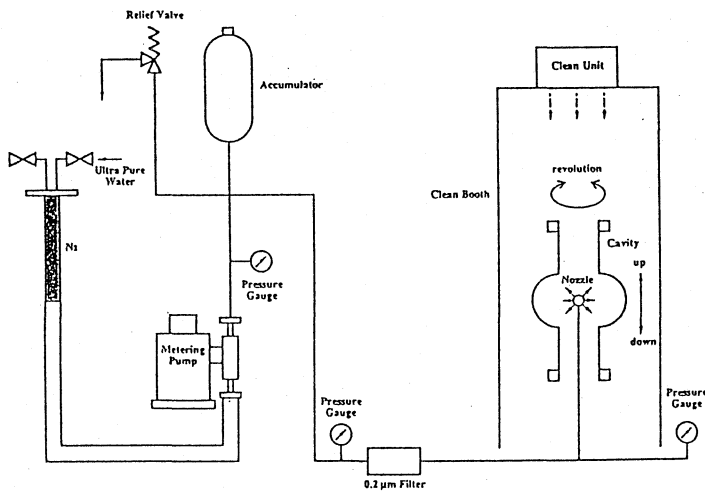 Relief Valve
Accumulator
Clean Unit
Ultra Pure
Water
Clean Booth
revolution
N₂
Cavity
up
Nozzle
Pressure
Gauge
down
Metering
Pump
Pressure
Gauge
Pressure
Gauge
0.2 μm Filter